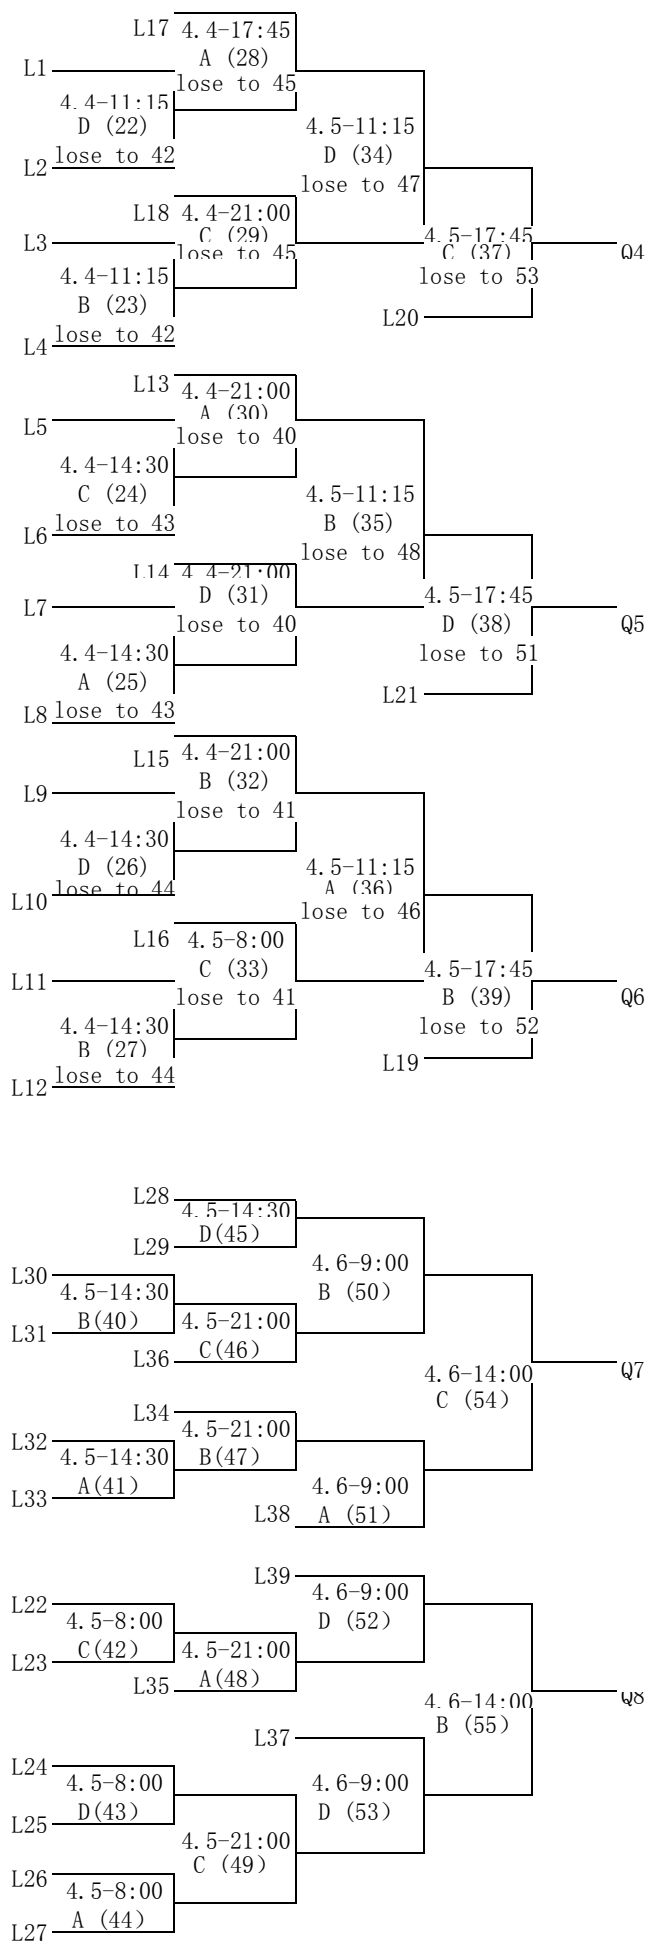 L17
4.4-17:45
A (28)
lose to 45
L1
4.4-11:15
D (22)
lose to 42
L2
4.5-11:15
D (34)
lose to 47
L18
4.4-21:00
C (29)
lose to 45
L3
4.5-17:45
C (37)
lose to 53
Q4
4.4-11:15
B (23)
lose to 42
L4
L20
L13
4.4-21:00
A (30)
lose to 40
L5
4.4-14:30
C (24)
lose to 43
L6
4.5-11:15
B (35)
lose to 48
L14
4.4-21:00
D (31)
lose to 40
L7
4.5-17:45
D (38)
lose to 51
Q5
4.4-14:30
A (25)
lose to 43
L8
L21
L15
4.4-21:00
B (32)
lose to 41
L9
4.4-14:30
D (26)
lose to 44
L10
4.5-11:15
A (36)
lose to 46
L16
4.5-8:00
C (33)
lose to 41
L11
4.5-17:45
B (39)
lose to 52
Q6
4.4-14:30
B (27)
lose to 44
L12
L19
L28
4.5-14:30
D(45)
L29
4.6-9:00
B (50)
L30
4.5-14:30
B(40)
L31
4.5-21:00
C(46)
L36
4.6-14:00
C (54)
Q7
L34
4.5-21:00
B(47)
L32
4.5-14:30
A(41)
L33
4.6-9:00
A (51)
L38
L39
4.6-9:00
D (52)
L22
4.5-8:00
C(42)
L23
4.5-21:00
A(48)
L35
4.6-14:00
B (55)
Q8
L37
4.6-9:00
D (53)
L24
4.5-8:00
D(43)
L25
4.5-21:00
C (49)
L26
4.5-8:00
A (44)
L27